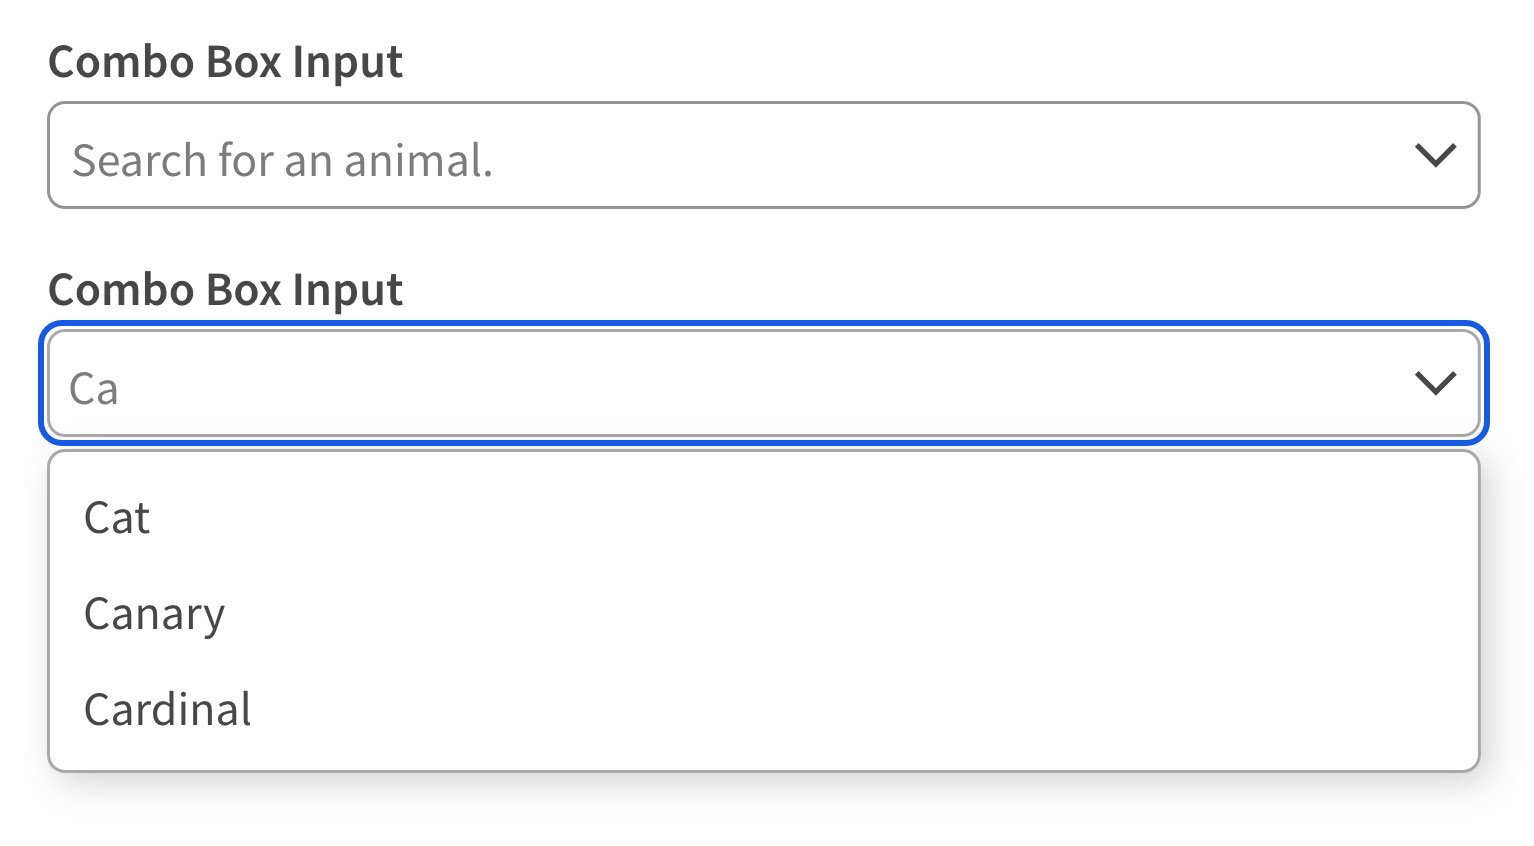 Combo Box Input
Search for an animal.
Combo Box Input
Ca
Cat
Canary
Cardinal